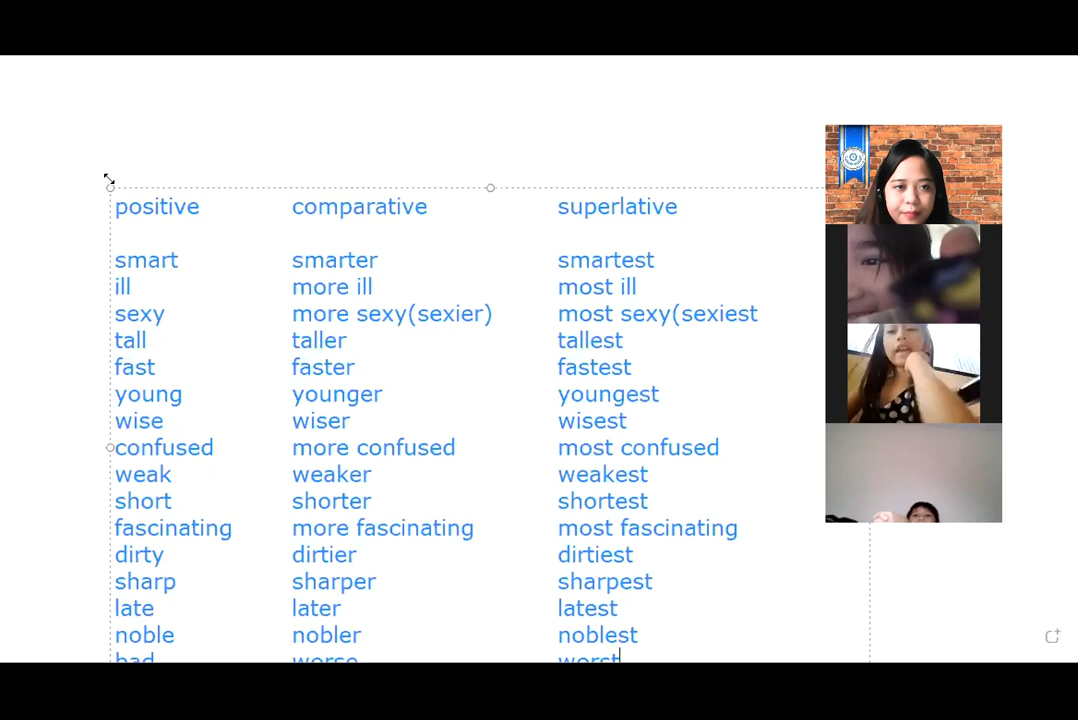 positive comparative superlative
smart smarter smartest
ill more ill most ill
sexy more sexy(sexier) most sexy(sexiest
tall taller tallest
fast faster fastest
young younger youngest
wise wiser wisest
confused more confused most confused
weak weaker weakest
short shorter shortest
fascinating more fascinating most fascinating
dirty dirtier dirtiest
sharp sharper sharpest
late later latest
noble nobler noblest
bad worse worst